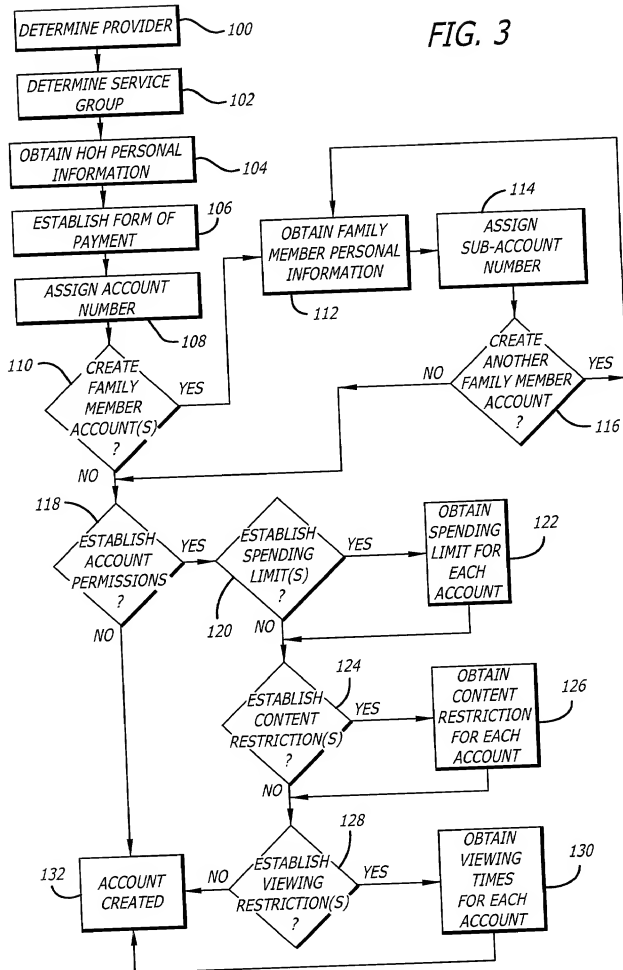 FIG. 3
DETERMINE PROVIDER
100
DETERMINE SERVICE
GROUP
102
OBTAIN HOH PERSONAL
INFORMATION
104
ESTABLISH FORM OF
PAYMENT
106
ASSIGN ACCOUNT
NUMBER
108
110
CREATE
FAMILY
MEMBER
ACCOUNT(S)
?
YES
NO
OBTAIN FAMILY
MEMBER PERSONAL
INFORMATION
112
114
ASSIGN
SUB-ACCOUNT
NUMBER
CREATE
ANOTHER
FAMILY MEMBER
ACCOUNT
?
NO
YES
116
118
ESTABLISH
ACCOUNT
PERMISSIONS
?
YES
NO
ESTABLISH
SPENDING
LIMIT(S)
?
120
YES
NO
OBTAIN
SPENDING
LIMIT FOR
EACH
ACCOUNT
122
124
ESTABLISH
CONTENT
RESTRICTION(S)
?
YES
NO
OBTAIN
CONTENT
RESTRICTION
FOR EACH
ACCOUNT
126
128
ESTABLISH
VIEWING
RESTRICTION(S)
?
NO
YES
OBTAIN
VIEWING
TIMES
FOR EACH
ACCOUNT
130
132
ACCOUNT
CREATED